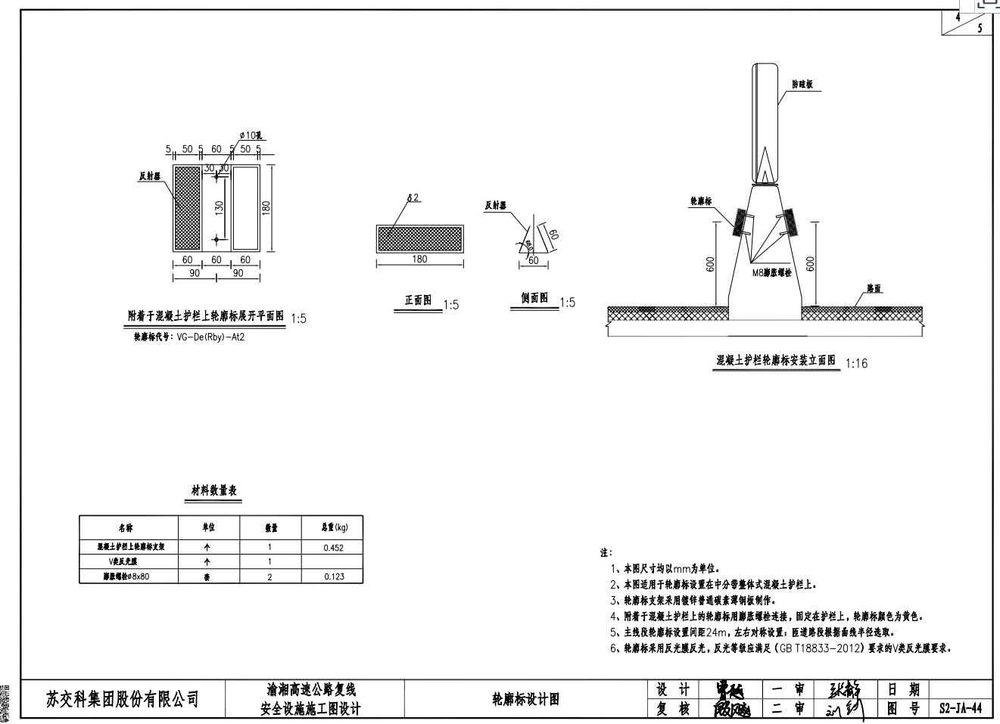 4
5
防眩板
ø10孔
5 50 5 60 5 50 5
30 30
反射器
130
180
60 60 60
90 90
附着于混凝土护栏上轮廓标展开平面图 1:5
轮廓标代号：VG-De(Rby)-At2
δ2
180
正面图 1:5
反射器
60
68.0°
60
侧面图 1:5
轮廓标
600
600
M8膨胀螺栓
路面
混凝土护栏轮廓标安装立面图 1:16
材料数量表
名称 单位 数量 总重(kg)
混凝土护栏上轮廓标支架 个 1 0.452
V类反光膜 个 1
膨胀螺栓ø8x80 套 2 0.123
注：
1、本图尺寸均以mm为单位。
2、本图适用于轮廓标设置在中分带整体式混凝土护栏上。
3、轮廓标支架采用镀锌普通碳素薄钢板制作。
4、附着于混凝土护栏上的轮廓标用膨胀螺栓连接，固定在护栏上，轮廓标颜色为黄色。
5、主线段轮廓标设置间距24m，左右对称设置；匝道路段根据曲线半径选取。
6、轮廓标采用反光膜反光，反光等级应满足（GB T18833-2012）要求的V类反光膜要求。
苏交科集团股份有限公司
渝湘高速公路复线
安全设施施工图设计
轮廓标设计图
设计 一审 日期
复核 二审 图号 S2-JA-44